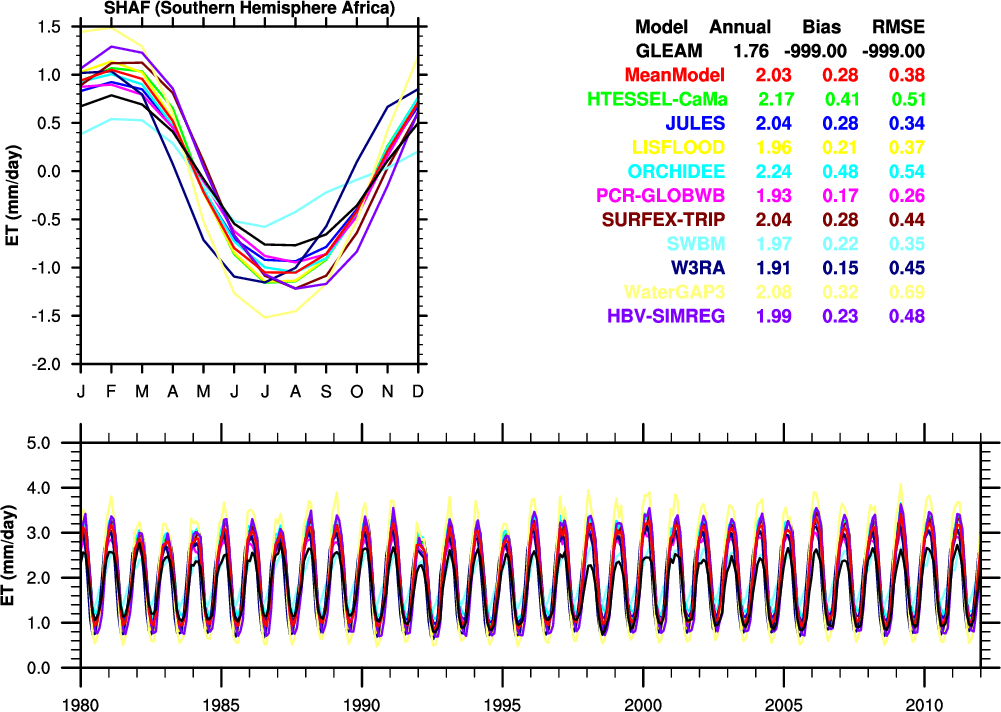 SHAF (Southern Hemisphere Africa)
Model Annual Bias RMSE
GLEAM 1.76 -999.00 -999.00
MeanModel 2.03 0.28 0.38
HTESSEL-CaMa 2.17 0.41 0.51
JULES 2.04 0.28 0.34
LISFLOOD 1.96 0.21 0.37
ORCHIDEE 2.24 0.48 0.54
PCR-GLOBWB 1.93 0.17 0.26
SURFEX-TRIP 2.04 0.28 0.44
SWBM 1.97 0.22 0.35
W3RA 1.91 0.15 0.45
WaterGAP3 2.08 0.32 0.69
HBV-SIMREG 1.99 0.23 0.48
ET (mm/day)
1.5
1.0
0.5
0.0
-0.5
-1.0
-1.5
-2.0
J F M A M J J A S O N D
ET (mm/day)
5.0
4.0
3.0
2.0
1.0
0.0
1980 1985 1990 1995 2000 2005 2010